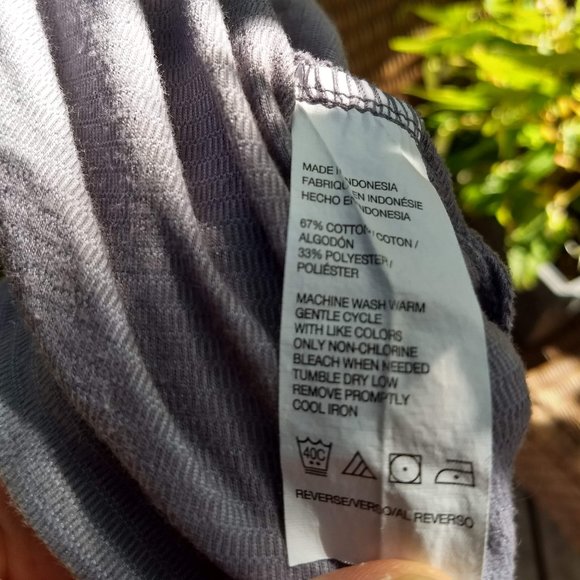 MADE IN INDONESIA
FABRIQUÉ EN INDONÉSIE
HECHO EN INDONESIA
67% COTTON / COTON /
ALGODÓN
33% POLYESTER /
POLIÉSTER
MACHINE WASH WARM
GENTLE CYCLE
WITH LIKE COLORS
ONLY NON-CHLORINE
BLEACH WHEN NEEDED
TUMBLE DRY LOW
REMOVE PROMPTLY
COOL IRON
40C
REVERSE/VERSO/AL REVERSO